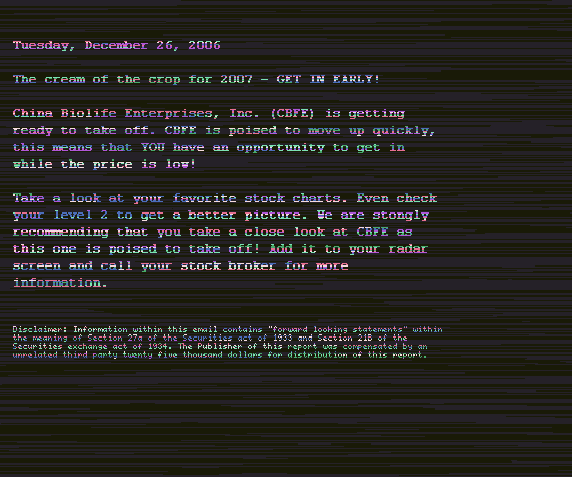 Tuesday, December 26, 2006
The cream of the crop for 2007 - GET IN EARLY!
China Biolife Enterprises, Inc. (CBFE) is getting
ready to take off. CBFE is poised to move up quickly,
this means that YOU have an opportunity to get in
while the price is low!
Take a look at your favorite stock charts. Even check
your level 2 to get a better picture. We are stongly
recommending that you take a close look at CBFE as
this one is poised to take off! Add it to your radar
screen and call your stock broker for more
information.
Disclaimer: Information within this email contains "forward looking statements" within
the meaning of Section 27a of the Securities act of 1933 and Section 21B of the
Securities exchange act of 1934. The Publisher of this report was compensated by an
unrelated third party twenty five thousand dollars for distribution of this report.